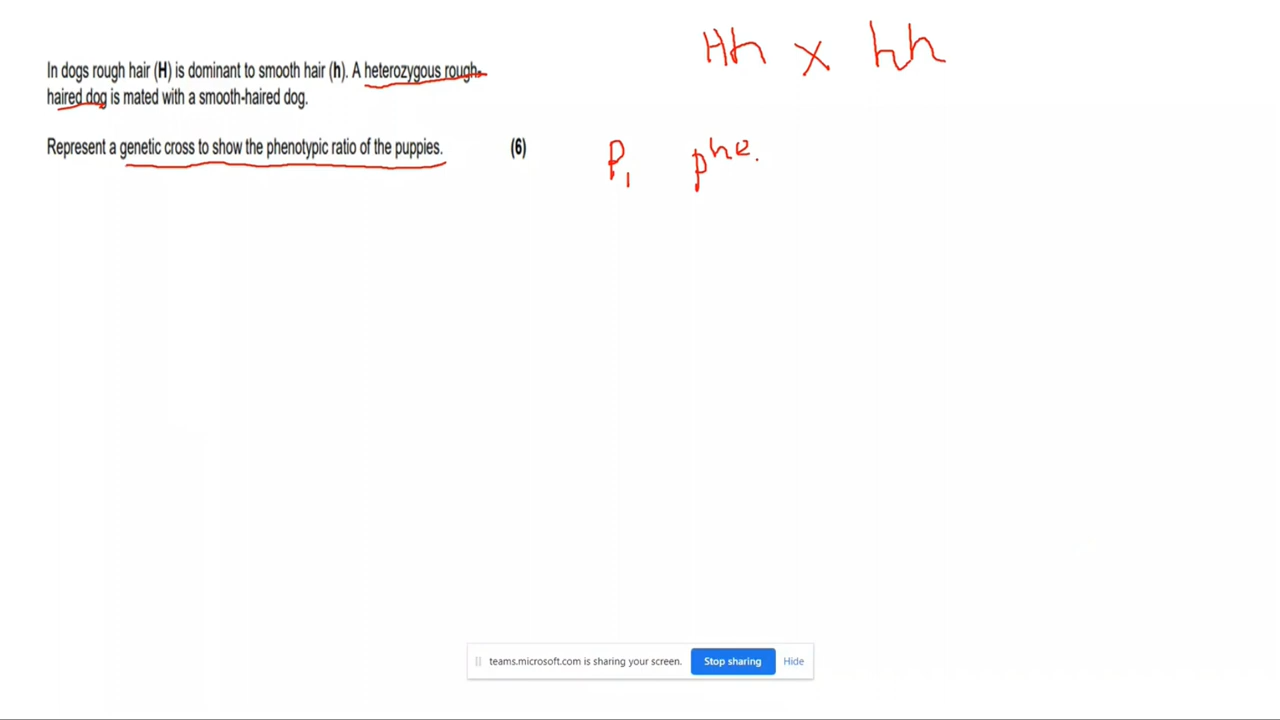 Hh x hh
In dogs rough hair (H) is dominant to smooth hair (h). A heterozygous rough-
haired dog is mated with a smooth-haired dog.
Represent a genetic cross to show the phenotypic ratio of the puppies. (6)
P1 phe.
teams.microsoft.com is sharing your screen. Stop sharing Hide